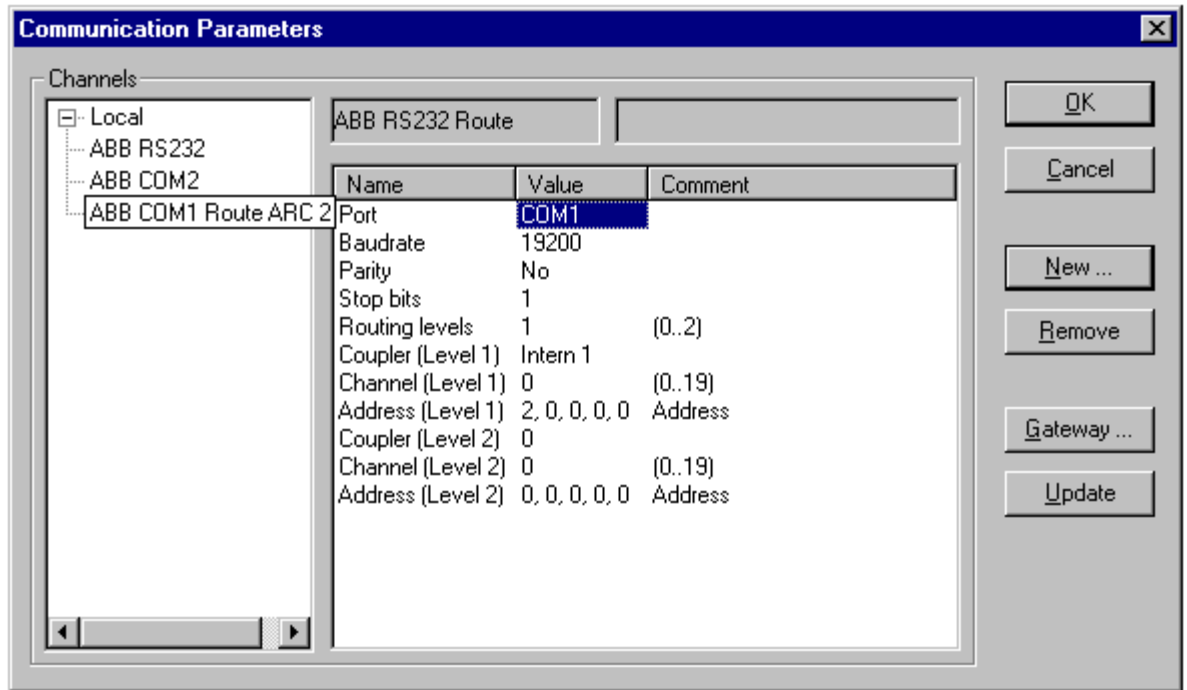 Communication Parameters
Channels
Local
ABB RS232
ABB COM2
ABB COM1 Route ARC 2
ABB RS232 Route
Name Value Comment
Port COM1
Baudrate 19200
Parity No
Stop bits 1
Routing levels 1 (0..2)
Coupler (Level 1) Intern 1
Channel (Level 1) 0 (0..19)
Address (Level 1) 2, 0, 0, 0, 0 Address
Coupler (Level 2) 0
Channel (Level 2) 0 (0..19)
Address (Level 2) 0, 0, 0, 0, 0 Address
OK
Cancel
New ...
Remove
Gateway ...
Update